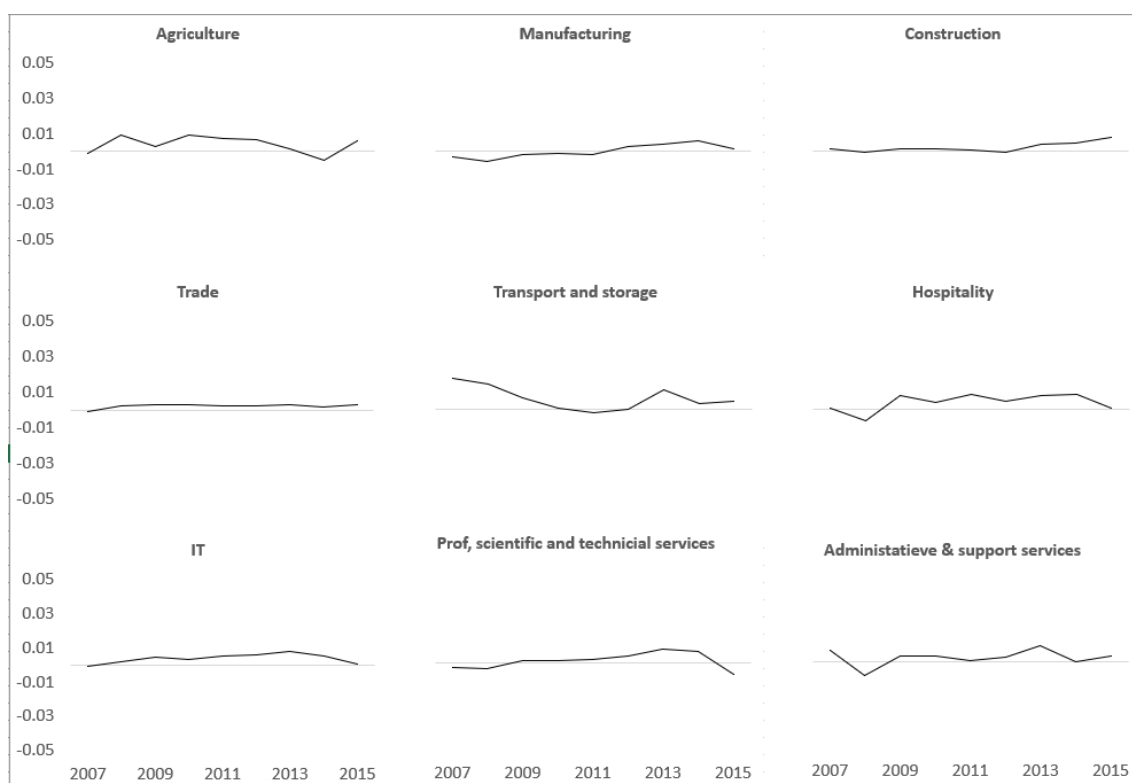 Agriculture
Manufacturing
Construction
0.05
0.03
0.01
-0.01
-0.03
-0.05
Trade
Transport and storage
Hospitality
0.05
0.03
0.01
-0.01
-0.03
-0.05
IT
Prof, scientific and technicial services
Administatieve & support services
0.05
0.03
0.01
-0.01
-0.03
-0.05
2007 2009 2011 2013 2015
2007 2009 2011 2013 2015
2007 2009 2011 2013 2015